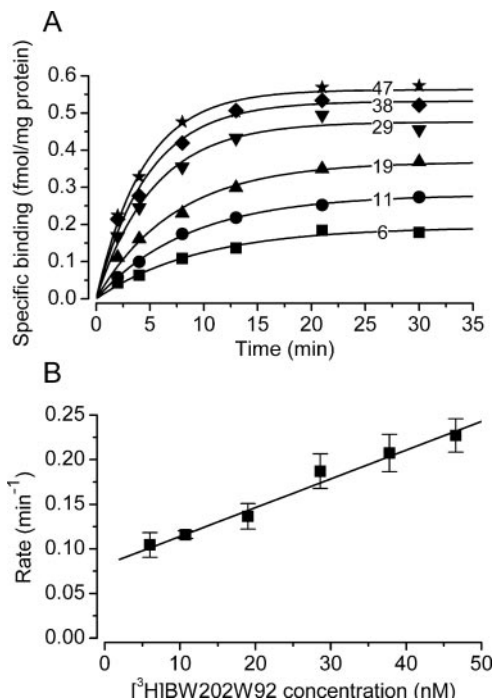 A
Specific binding (fmol/mg protein)
0.6
0.5
0.4
0.3
0.2
0.1
0.0
47
38
29
19
11
6
0 5 10 15 20 25 30 35
Time (min)
B
Rate (min⁻¹)
0.25
0.20
0.15
0.10
0.05
0.00
0 10 20 30 40 50
[³H]BW202W92 concentration (nM)